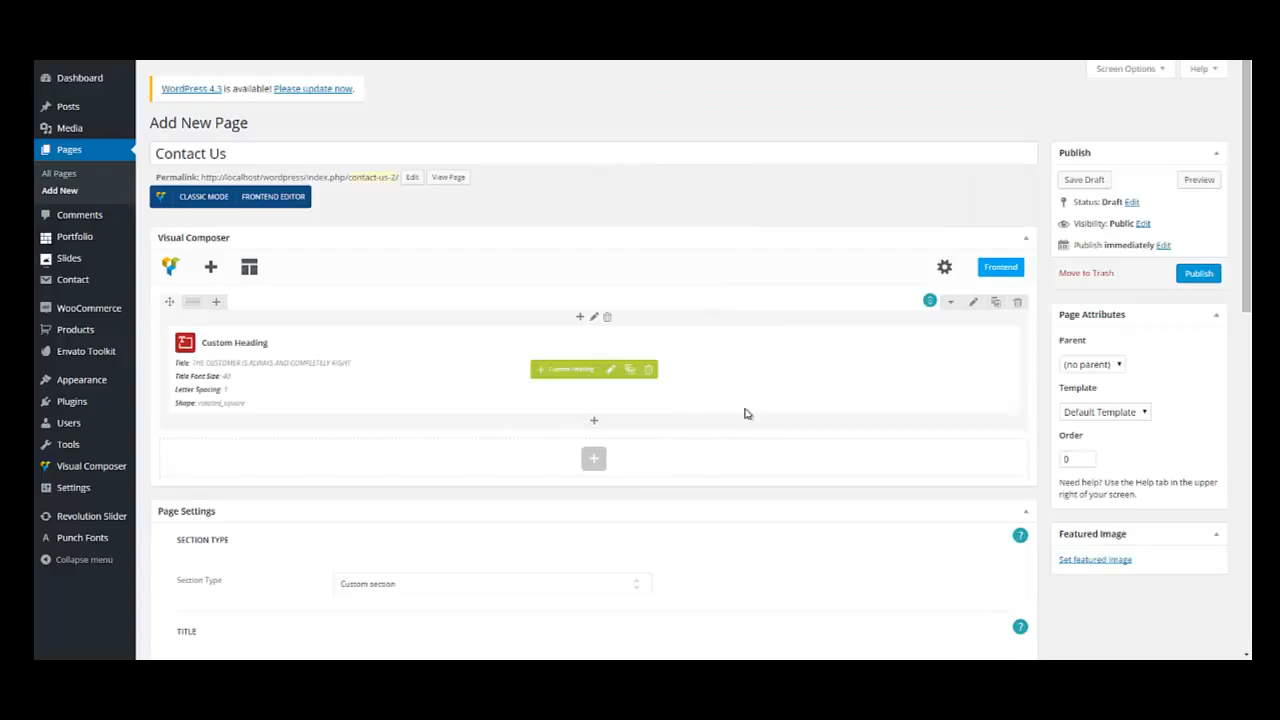 Screen Options
Help
WordPress 4.3 is available! Please update now.
Add New Page
Contact Us
Permalink: http://localhost/wordpress/index.php/contact-us-2/ Edit View Page
CLASSIC MODE FRONTEND EDITOR
Visual Composer
Frontend
Custom Heading
Title: THE CUSTOMER IS ALWAYS AND COMPLETELY RIGHT
Title Font Size: 40
Letter Spacing: 1
Shape: rotated_square
Custom Heading
Page Settings
SECTION TYPE
Section Type Custom section
TITLE
Dashboard
Posts
Media
Pages
All Pages
Add New
Comments
Portfolio
Slides
Contact
WooCommerce
Products
Envato Toolkit
Appearance
Plugins
Users
Tools
Visual Composer
Settings
Revolution Slider
Punch Fonts
Collapse menu
Publish
Save Draft Preview
Status: Draft Edit
Visibility: Public Edit
Publish immediately Edit
Move to Trash Publish
Page Attributes
Parent
(no parent)
Template
Default Template
Order
0
Need help? Use the Help tab in the upper
right of your screen.
Featured Image
Set featured image